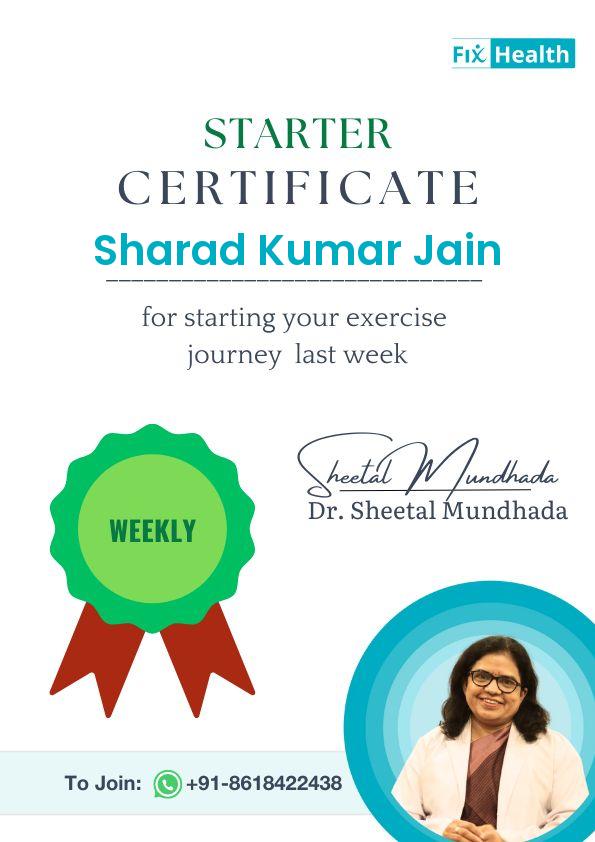 Fix Health
STARTER
CERTIFICATE
Sharad Kumar Jain
for starting your exercise
journey last week
WEEKLY
Sheetal Mundhada
Dr. Sheetal Mundhada
To Join: +91-8618422438